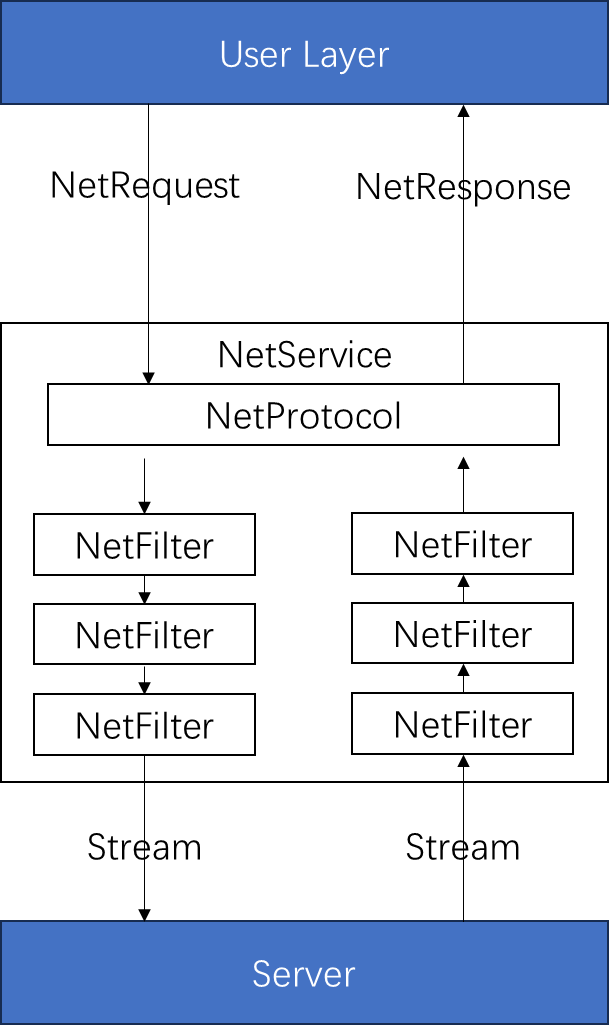 User Layer
NetRequest
NetResponse
NetService
NetProtocol
NetFilter
NetFilter
NetFilter
NetFilter
NetFilter
NetFilter
Stream
Stream
Server